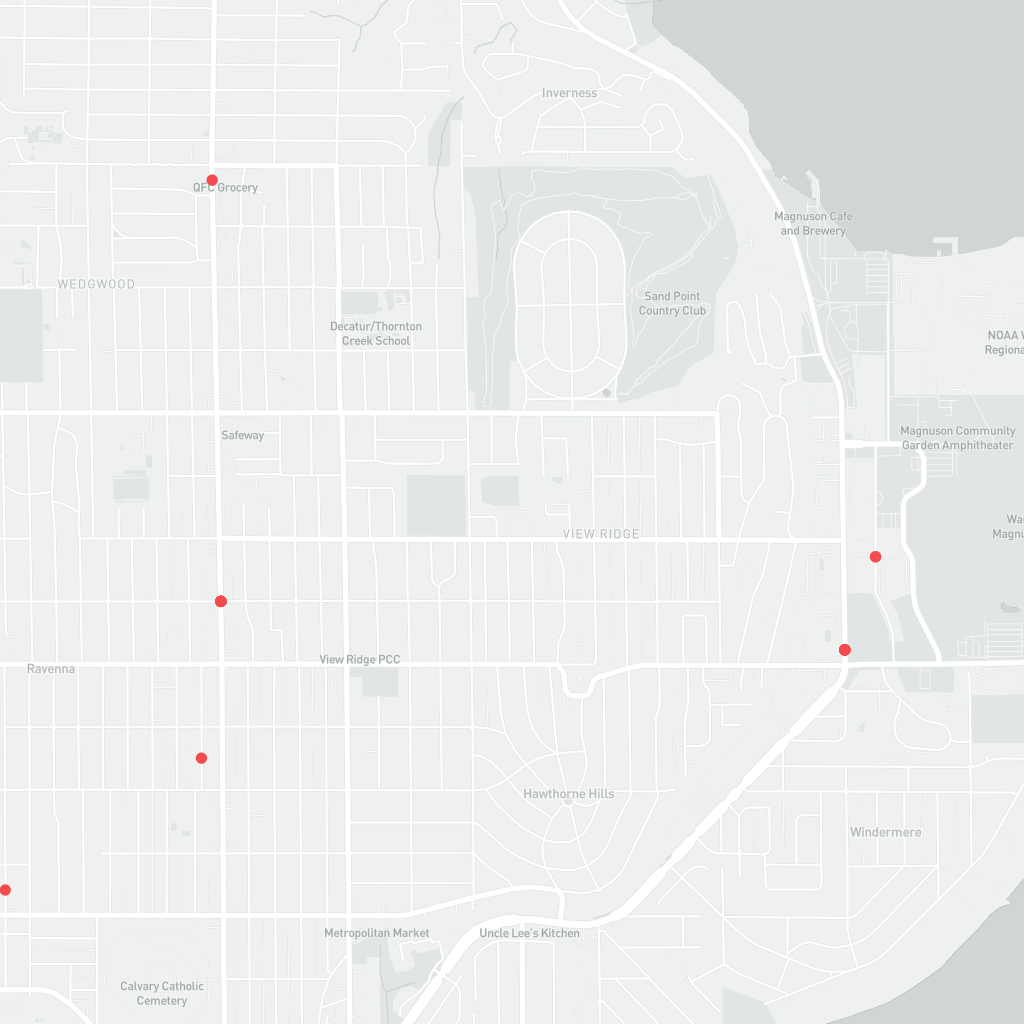 Inverness
QFC Grocery
Magnuson Cafe
and Brewery
WEDGWOOD
Sand Point
Country Club
Decatur/Thornton
Creek School
NOAA W
Regiona
Safeway
Magnuson Community
Garden Amphitheater
VIEW RIDGE
Wa
Magnu
View Ridge PCC
Ravenna
Hawthorne Hills
Windermere
Metropolitan Market
Uncle Lee's Kitchen
Calvary Catholic
Cemetery